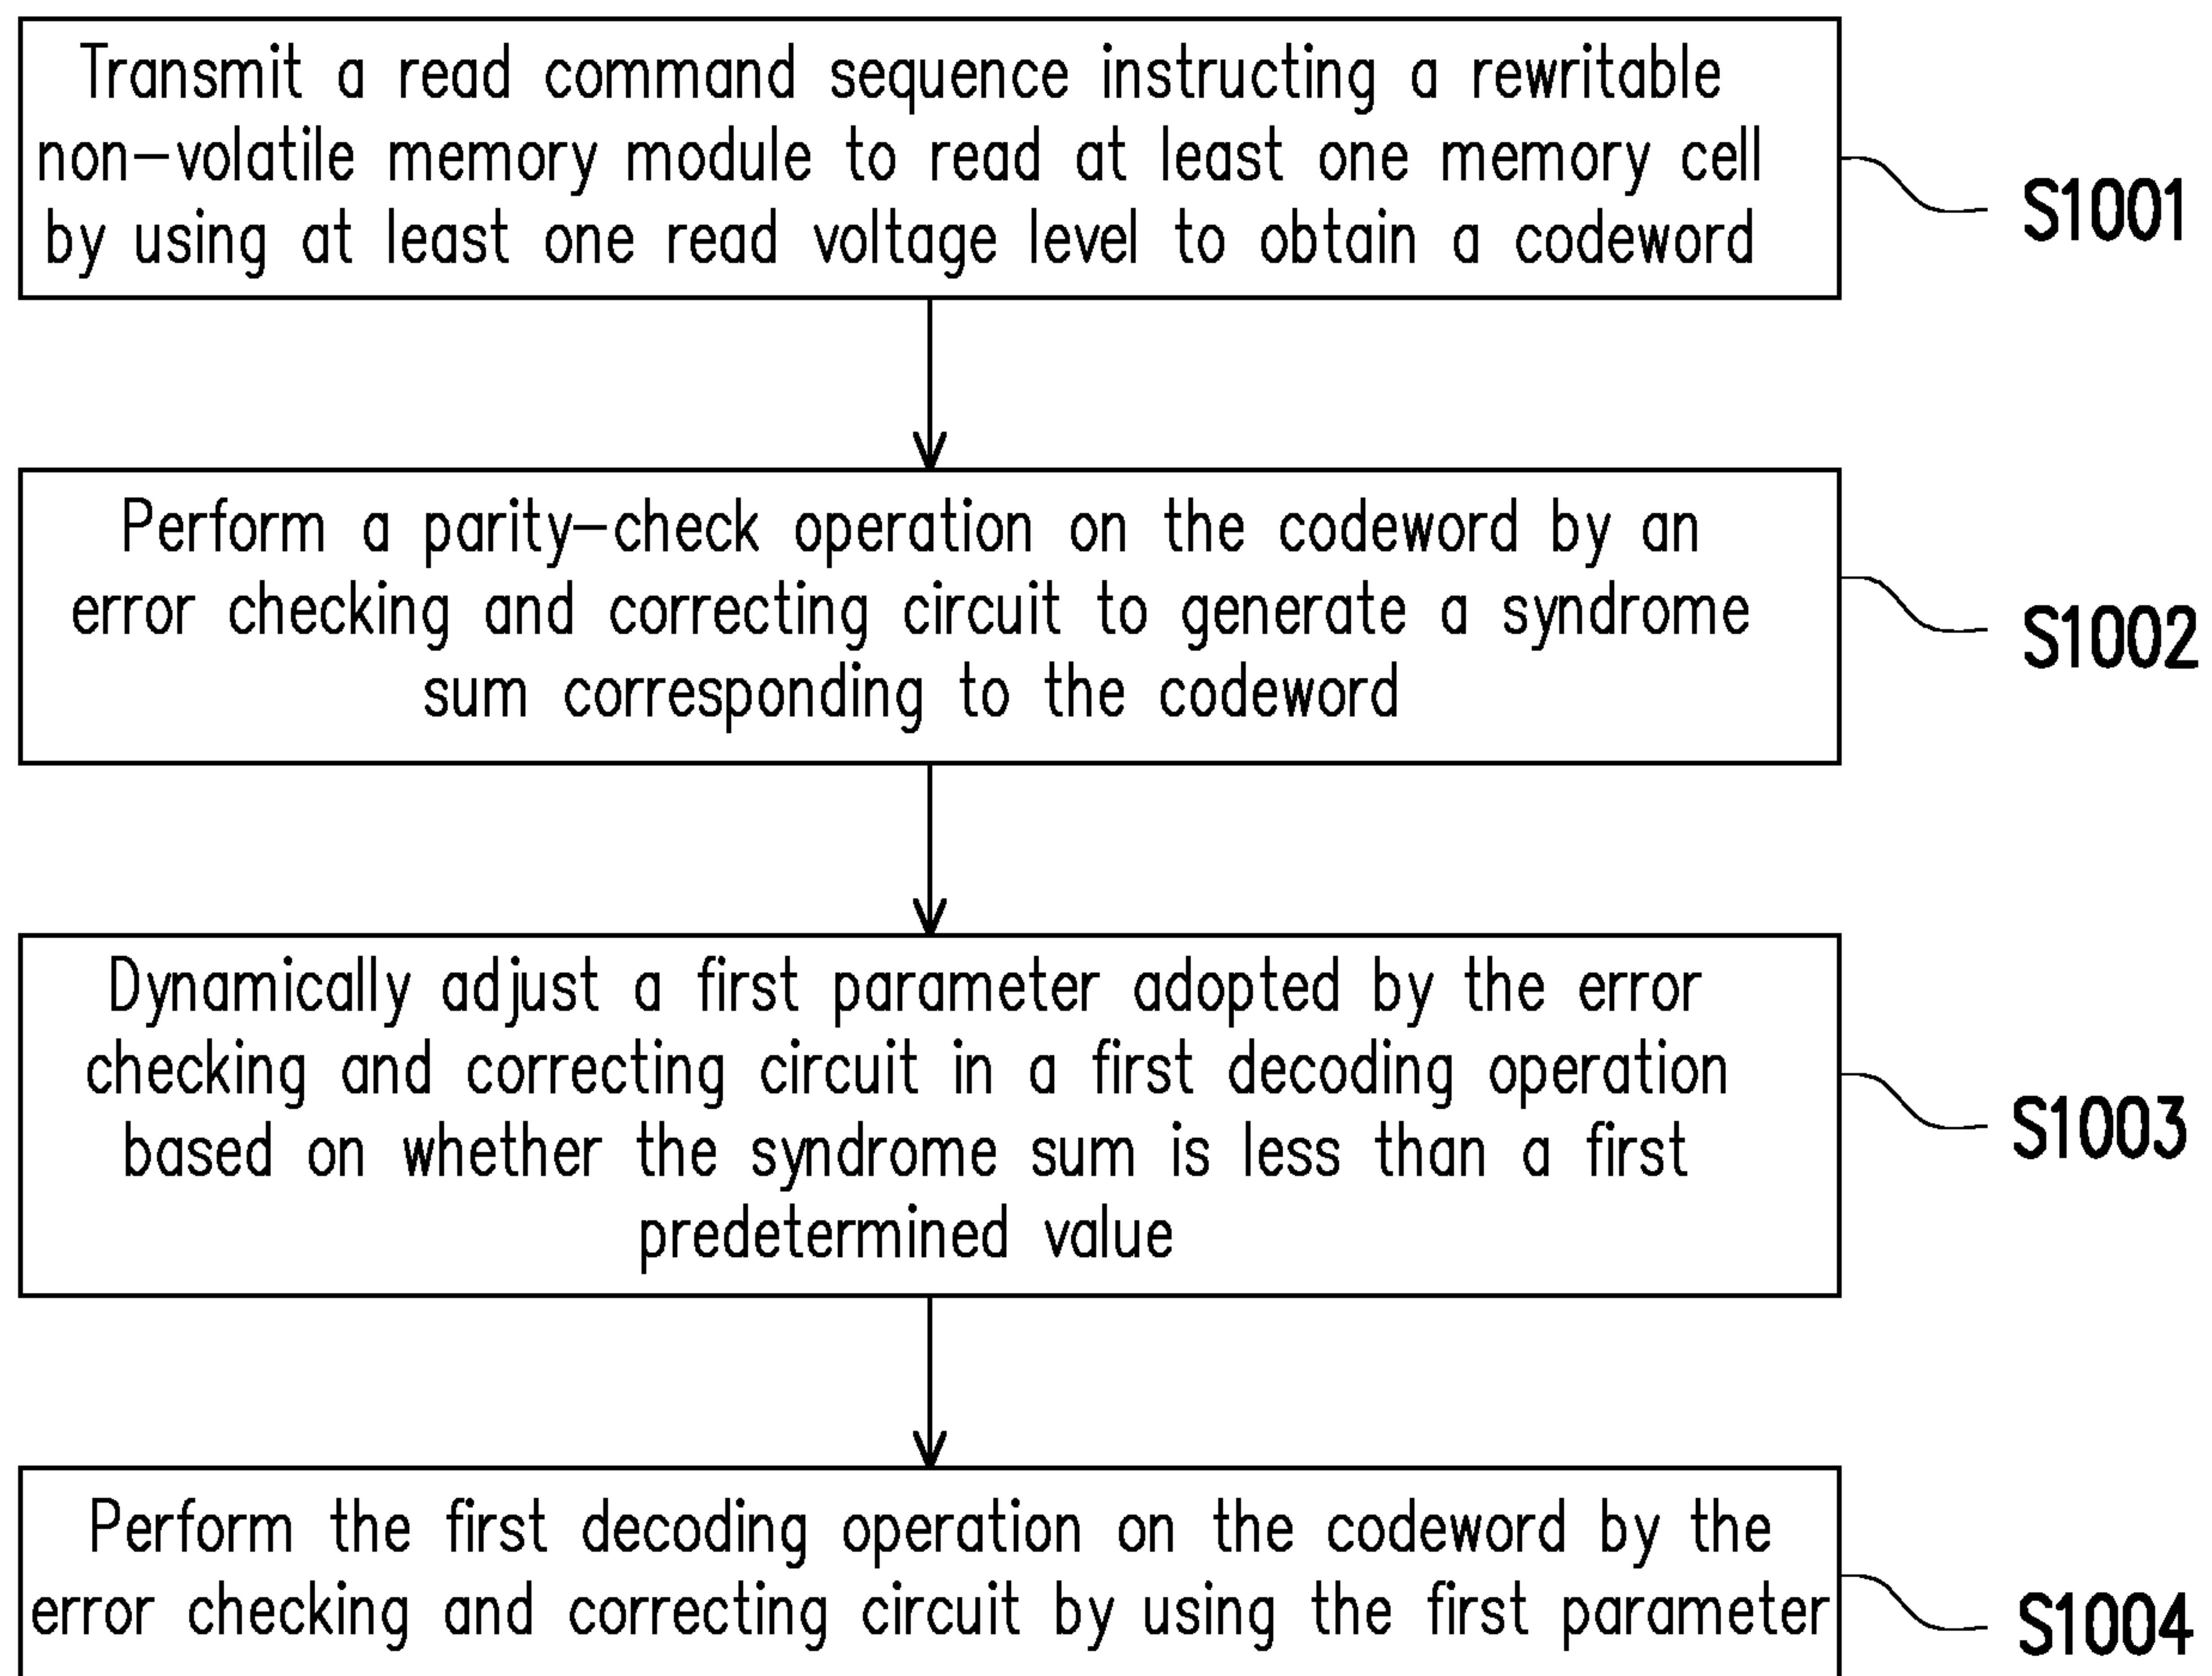 Transmit a read command sequence instructing a rewritable
non-volatile memory module to read at least one memory cell
by using at least one read voltage level to obtain a codeword
S1001
Perform a parity-check operation on the codeword by an
error checking and correcting circuit to generate a syndrome
sum corresponding to the codeword
S1002
Dynamically adjust a first parameter adopted by the error
checking and correcting circuit in a first decoding operation
based on whether the syndrome sum is less than a first
predetermined value
S1003
Perform the first decoding operation on the codeword by the
error checking and correcting circuit by using the first parameter
S1004